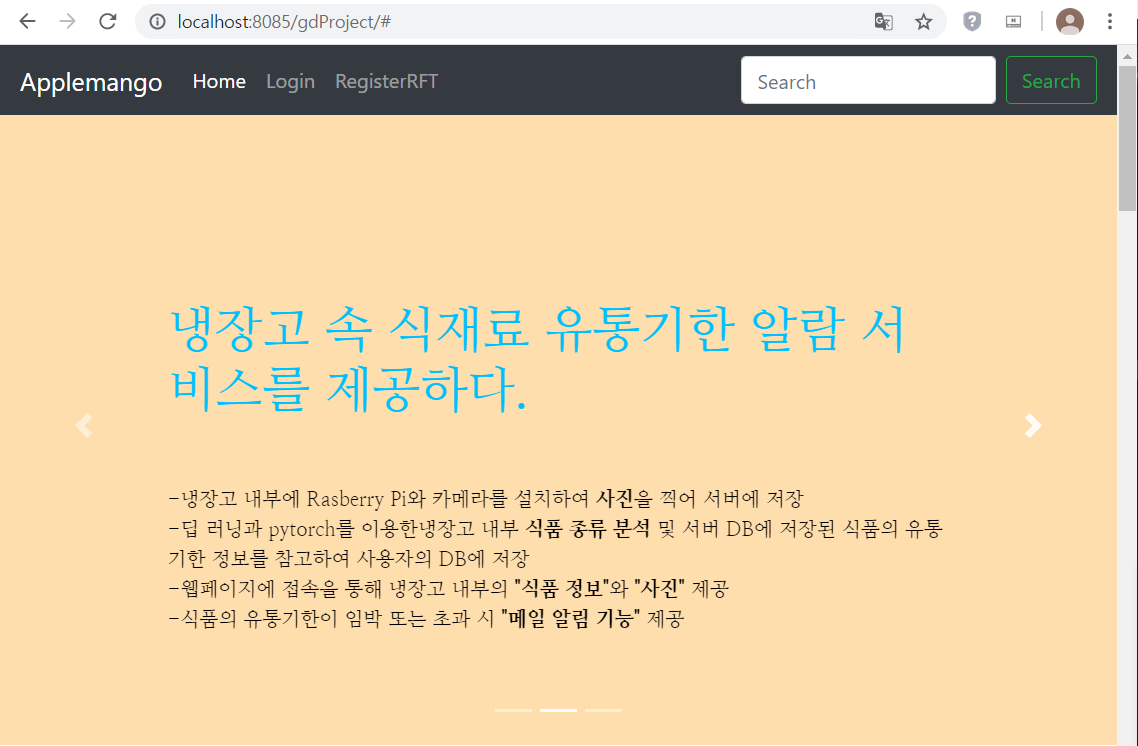 localhost:8085/gdProject/#
Applemango Home Login RegisterRFT Search Search
냉장고 속 식재료 유통기한 알람 서
비스를 제공하다.
-냉장고 내부에 Rasberry Pi와 카메라를 설치하여 사진을 찍어 서버에 저장
-딥 러닝과 pytorch를 이용한냉장고 내부 식품 종류 분석 및 서버 DB에 저장된 식품의 유통
기한 정보를 참고하여 사용자의 DB에 저장
-웹페이지에 접속을 통해 냉장고 내부의 "식품 정보"와 "사진" 제공
-식품의 유통기한이 임박 또는 초과 시 "메일 알림 기능" 제공